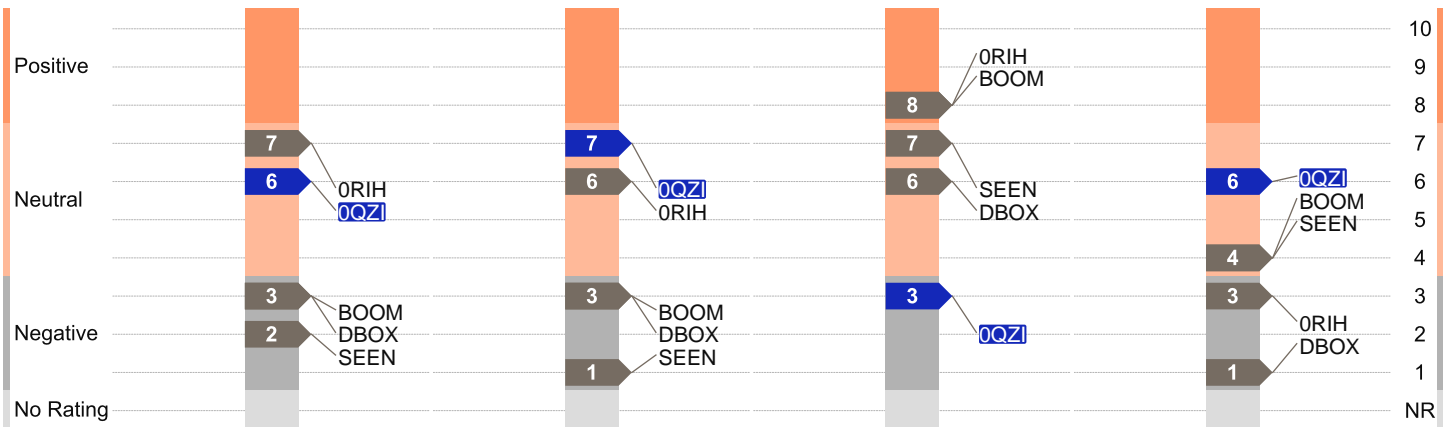 Positive
Neutral
Negative
No Rating
7
6
0RIH
0QZI
3
2
BOOM
DBOX
SEEN
7
6
0QZI
0RIH
3
1
BOOM
DBOX
SEEN
8
0RIH
BOOM
7
6
SEEN
DBOX
3
0QZI
6
0QZI
BOOM
SEEN
4
3
0RIH
DBOX
1
10
9
8
7
6
5
4
3
2
1
NR